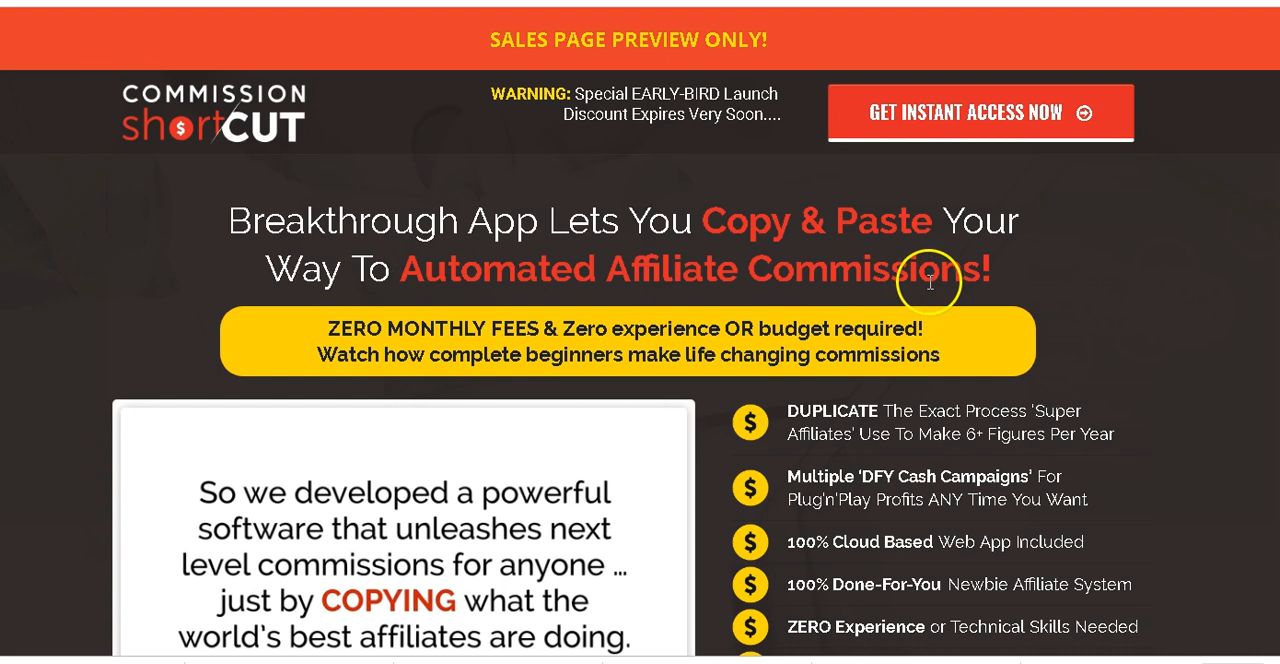 SALES PAGE PREVIEW ONLY!
COMMISSION
shortCUT
WARNING: Special EARLY-BIRD Launch
Discount Expires Very Soon....
GET INSTANT ACCESS NOW
Breakthrough App Lets You Copy & Paste Your
Way To Automated Affiliate Commissions!
ZERO MONTHLY FEES & Zero experience OR budget required!
Watch how complete beginners make life changing commissions
So we developed a powerful
software that unleashes next
level commissions for anyone ...
just by COPYING what the
world's best affiliates are doing.
DUPLICATE The Exact Process 'Super
Affiliates' Use To Make 6+ Figures Per Year
Multiple 'DFY Cash Campaigns' For
Plug'n'Play Profits ANY Time You Want
100% Cloud Based Web App Included
100% Done-For-You Newbie Affiliate System
ZERO Experience or Technical Skills Needed